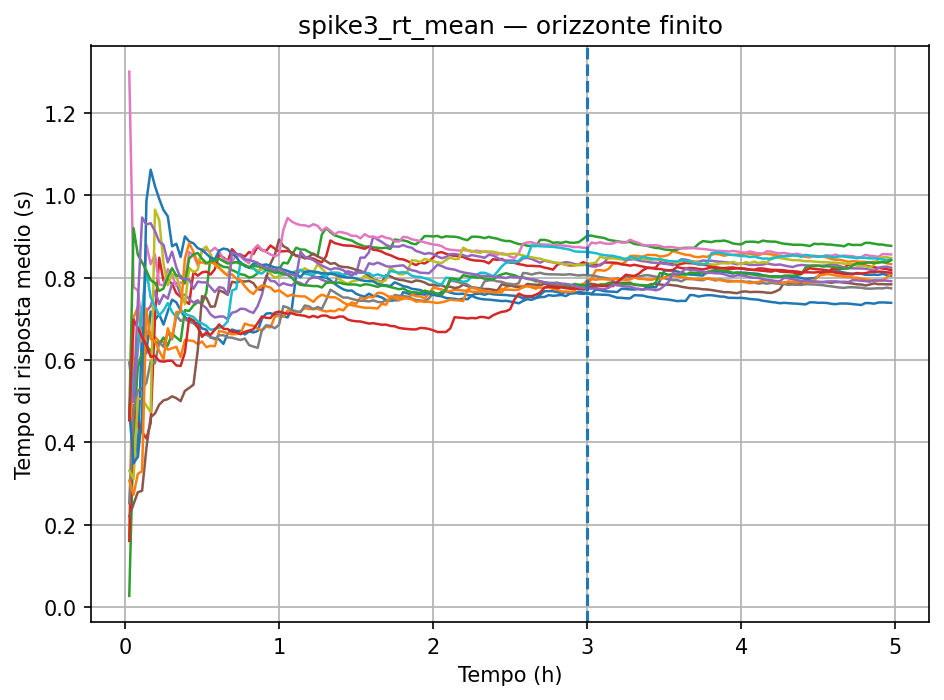 spike3_rt_mean — orizzonte finito
Tempo di risposta medio (s)
1.2
1.0
0.8
0.6
0.4
0.2
0.0
0 1 2 3 4 5
Tempo (h)